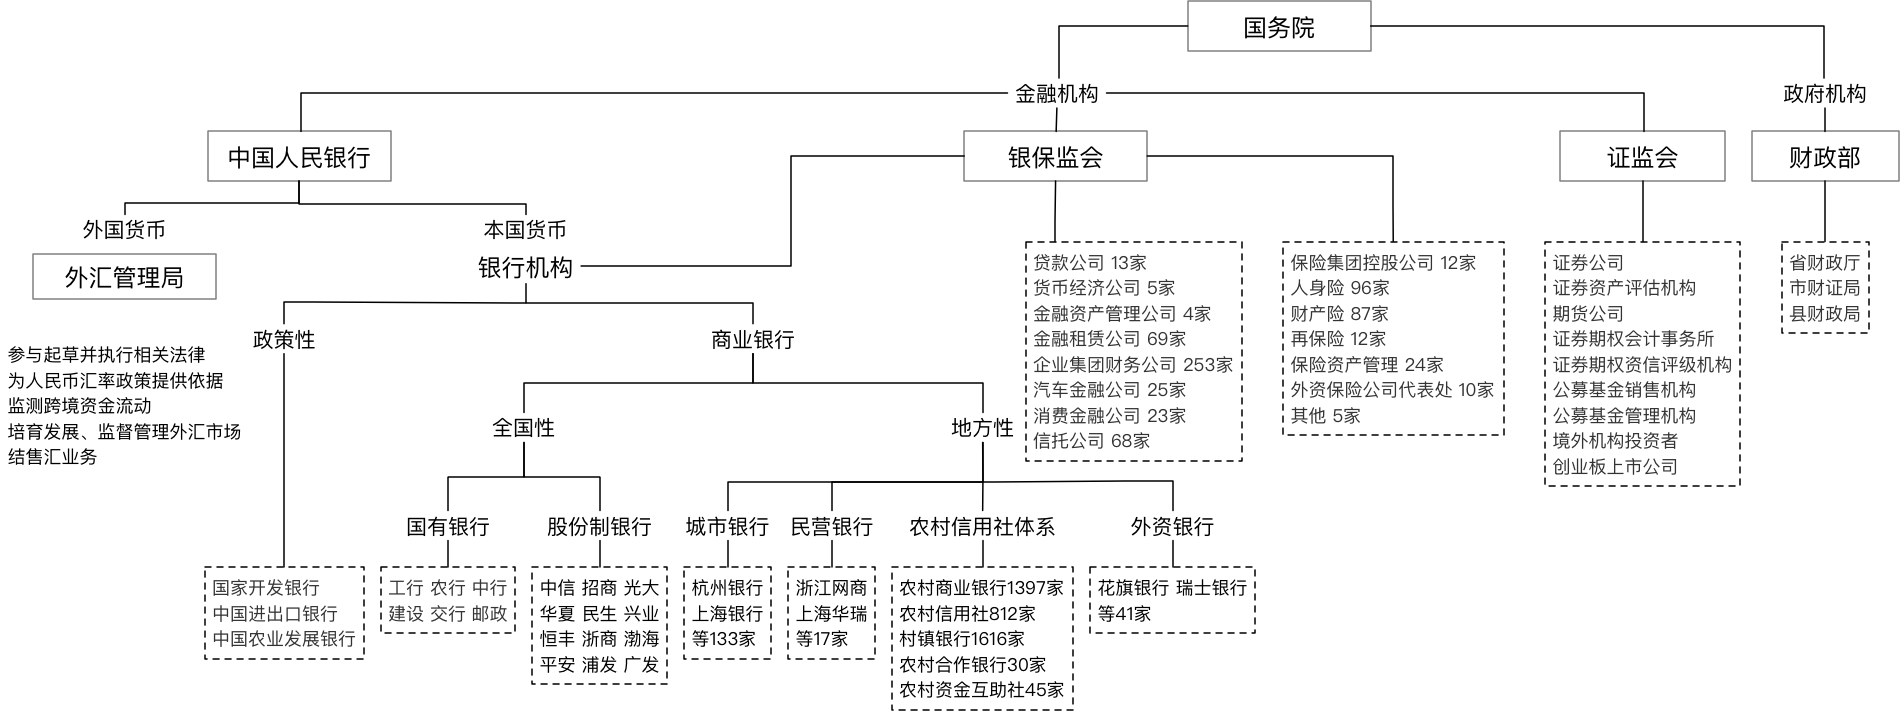 国务院
金融机构
政府机构
中国人民银行
银保监会
证监会
财政部
外国货币
本国货币
外汇管理局
银行机构
参与起草并执行相关法律
为人民币汇率政策提供依据
监测跨境资金流动
培育发展、监督管理外汇市场
结售汇业务
政策性
商业银行
全国性
地方性
国有银行
股份制银行
城市银行
民营银行
农村信用社体系
外资银行
国家开发银行
中国进出口银行
中国农业发展银行
工行 农行 中行
建设 交行 邮政
中信 招商 光大
华夏 民生 兴业
恒丰 浙商 渤海
平安 浦发 广发
杭州银行
上海银行
等133家
浙江网商
上海华瑞
等17家
农村商业银行1397家
农村信用社812家
村镇银行1616家
农村合作银行30家
农村资金互助社45家
花旗银行 瑞士银行
等41家
贷款公司 13家
货币经济公司 5家
金融资产管理公司 4家
金融租赁公司 69家
企业集团财务公司 253家
汽车金融公司 25家
消费金融公司 23家
信托公司 68家
保险集团控股公司 12家
人身险 96家
财产险 87家
再保险 12家
保险资产管理 24家
外资保险公司代表处 10家
其他 5家
证券公司
证券资产评估机构
期货公司
证券期权会计事务所
证券期权资信评级机构
公募基金销售机构
公募基金管理机构
境外机构投资者
创业板上市公司
省财政厅
市财证局
县财政局